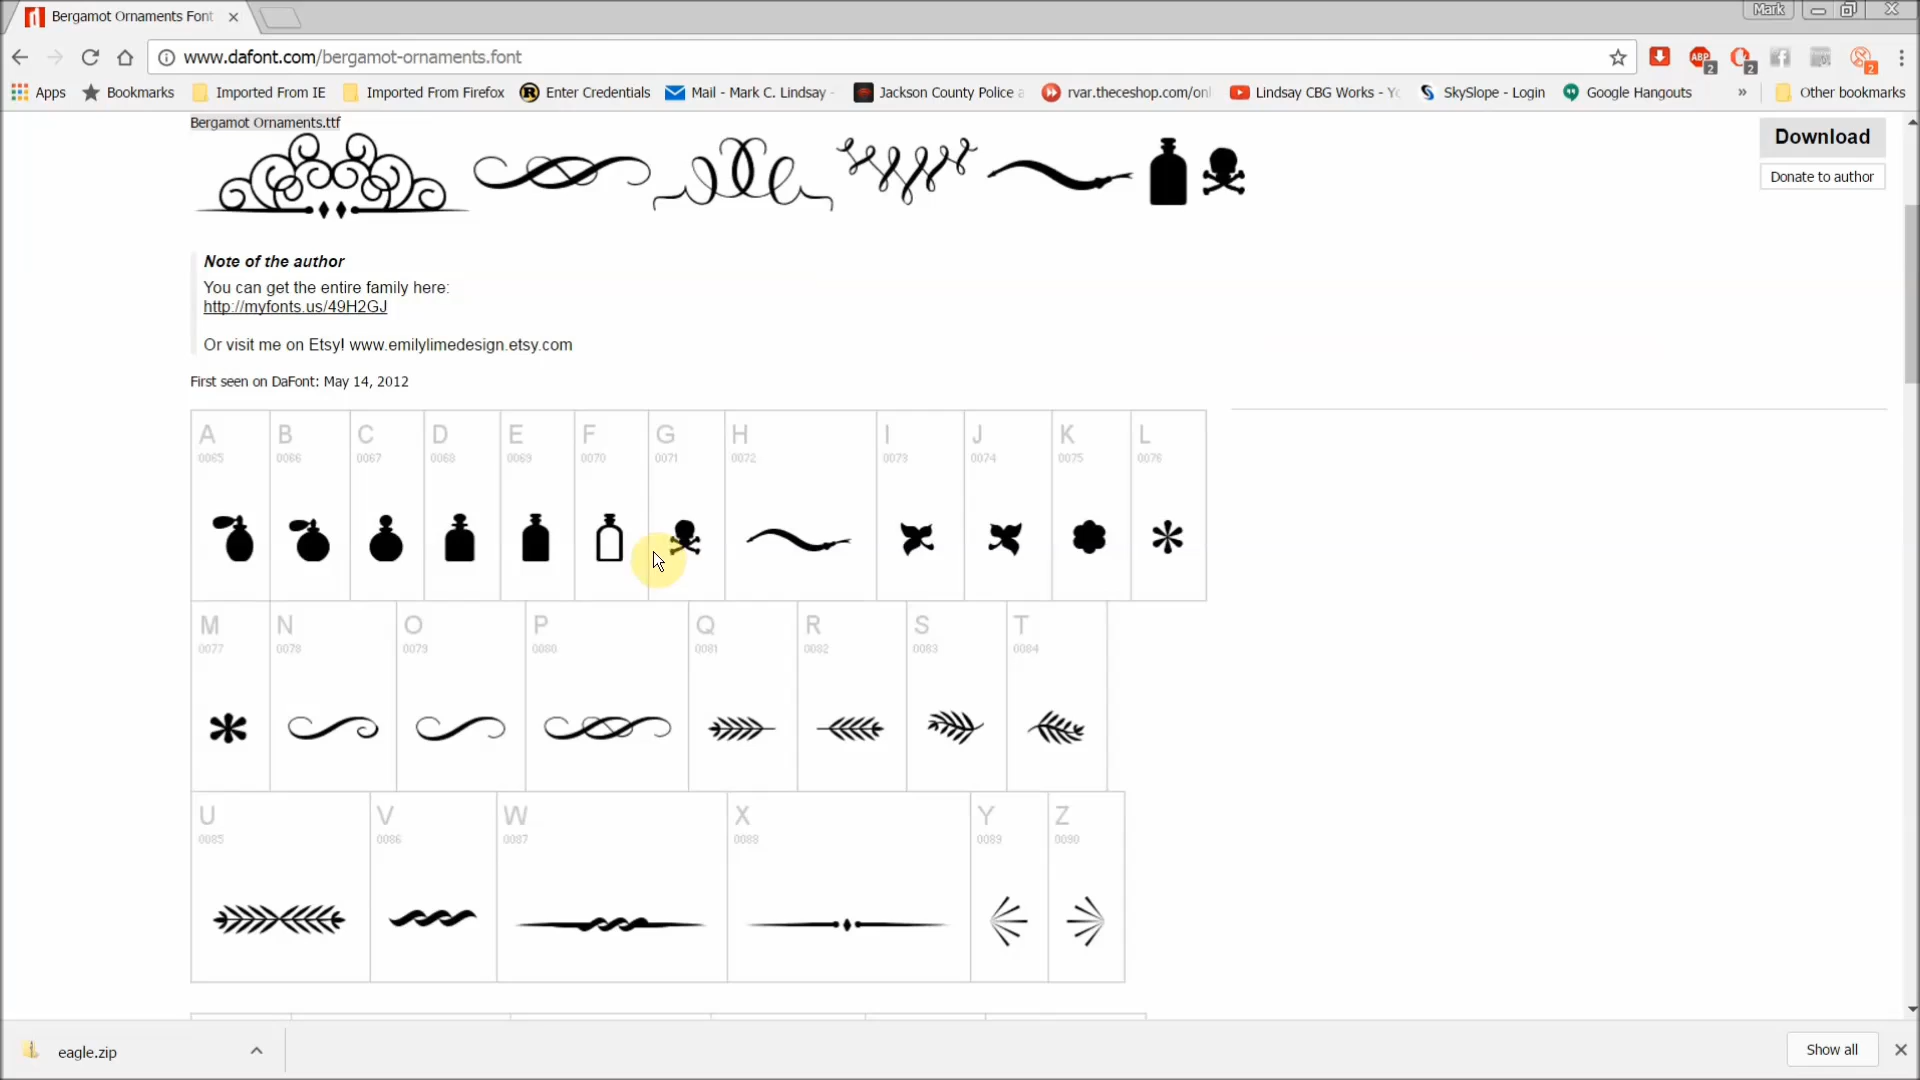 Bergamot Ornaments Font
Mark
www.dafont.com/bergamot-ornaments.font
2
2
2
Apps
Bookmarks
Imported From IE
Imported From Firefox
Enter Credentials
Mail - Mark C. Lindsay -
Jackson County Police a
rvar.theceshop.com/onl
Lindsay CBG Works - Yo
SkySlope - Login
Google Hangouts
»
Other bookmarks
Bergamot Ornaments.ttf
Download
Donate to author
Note of the author
You can get the entire family here:
http://myfonts.us/49H2GJ
Or visit me on Etsy! www.emilylimedesign.etsy.com
First seen on DaFont: May 14, 2012
A B C D E F G H I J K L
0065 0066 0067 0068 0069 0070 0071 0072 0073 0074 0075 0076
M N O P Q R S T
0077 0078 0079 0080 0081 0082 0083 0084
U V W X Y Z
0085 0086 0087 0088 0089 0090
eagle.zip
Show all